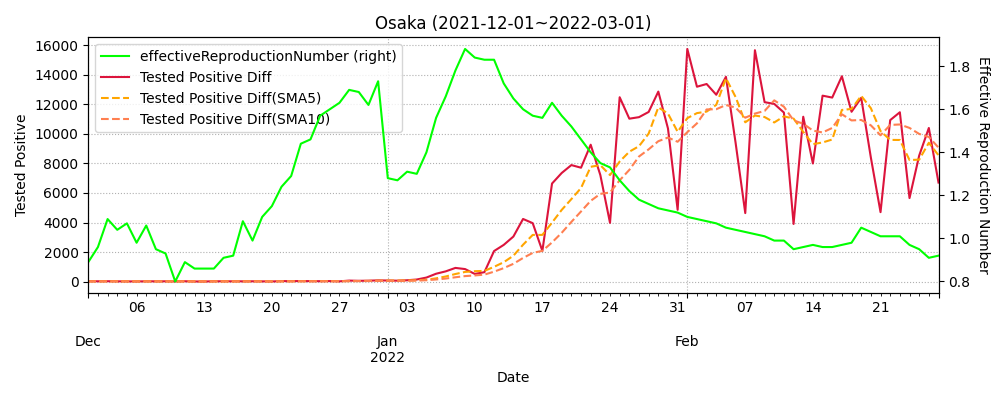 Osaka (2021-12-01~2022-03-01)
effectiveReproductionNumber (right)
Tested Positive Diff
Tested Positive Diff(SMA5)
Tested Positive Diff(SMA10)
Tested Positive
16000
14000
12000
10000
8000
6000
4000
2000
0
Effective Reproduction Number
1.8
1.6
1.4
1.2
1.0
0.8
06 13 20 27 03 10 17 24 31 07 14 21
Dec Jan Feb
2022
Date